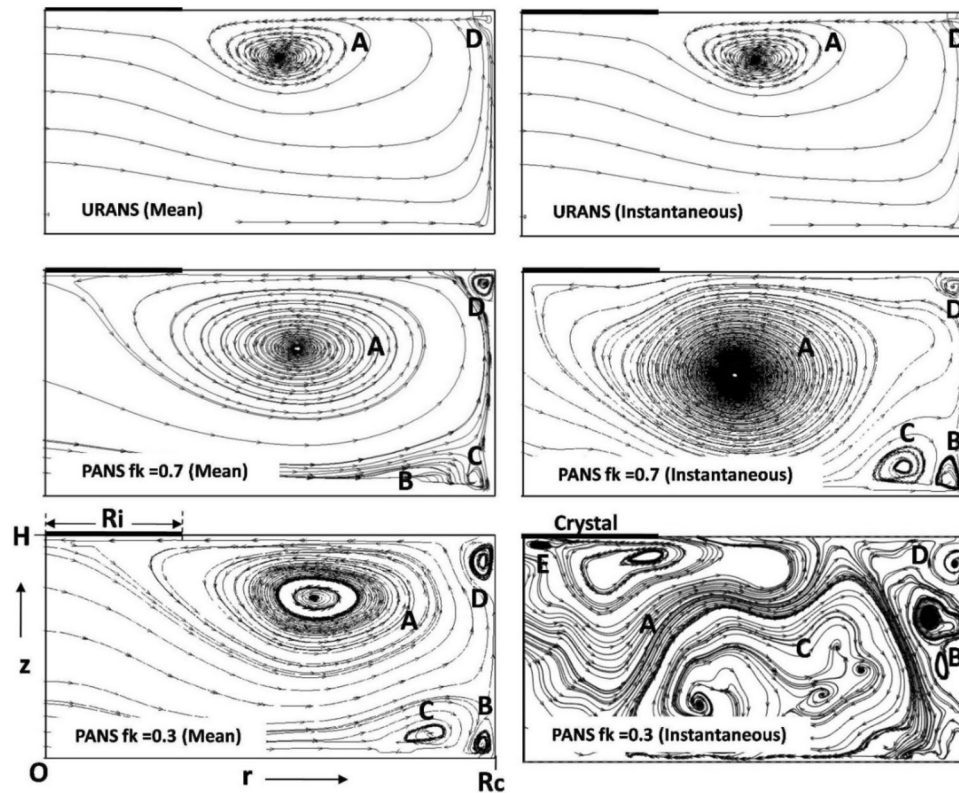 A
D
URANS (Mean)
A
D
URANS (Instantaneous)
D
A
C
B
PANS fk =0.7 (Mean)
D
A
C
B
PANS fk =0.7 (Instantaneous)
Ri
H
D
A
z
B
C
PANS fk =0.3 (Mean)
O
r
Rc
Crystal
E
D
A
C
B
PANS fk =0.3 (Instantaneous)